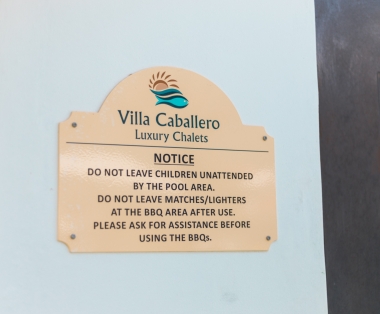 Villa Caballero
Luxury Chalets
NOTICE
DO NOT LEAVE CHILDREN UNATTENDED
BY THE POOL AREA.
DO NOT LEAVE MATCHES/LIGHTERS
AT THE BBQ AREA AFTER USE.
PLEASE ASK FOR ASSISTANCE BEFORE
USING THE BBQs.